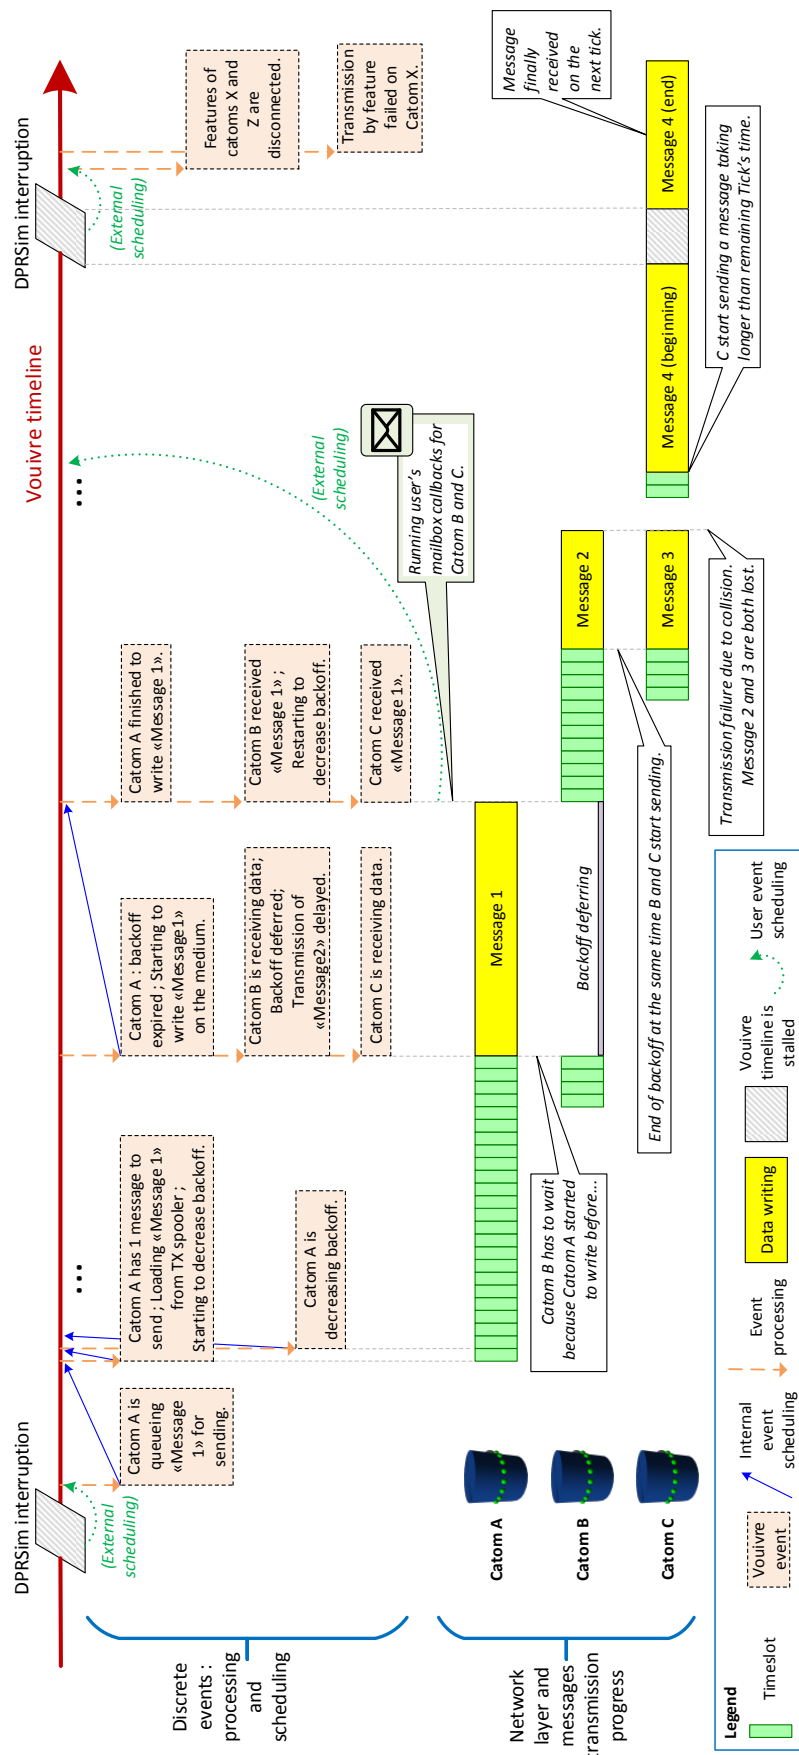 DPRSim interruption
Vouivre timeline
DPRSim interruption
(External
scheduling)
...
...
(External
scheduling)
Discrete
events :
processing
and
scheduling
Catom A is
queueing
«Message
1» for
sending.
Catom A has 1 message to
send ; Loading «Message 1»
from TX spooler ;
Starting to decrease backoff.
Catom A is
decreasing backoff.
Catom A : backoff
expired ; Starting to
write «Message1»
on the medium.
Catom B is receiving data;
Backoff deferred;
Transmission of
«Message2» delayed.
Catom C is receiving data.
Catom A finished to
write «Message 1».
Catom B received
«Message 1» ;
Restarting to
decrease backoff.
Catom C received
«Message 1».
(External
scheduling)
Running user's
mailbox callbacks for
Catom B and C.
Features of
catoms X and
Z are
disconnected.
Transmission
by feature
failed on
Catom X.
Network
layer and
messages
transmission
progress
Catom A
Message 1
Catom B has to wait
because Catom A started
to write before...
Catom B
Backoff deferring
Message 2
End of backoff at the same time B and C start sending.
Catom C
Message 3
Message 4 (beginning)
Message 4 (end)
Message
finally
received
on the
next tick.
Transmission failure due to collision.
Message 2 and 3 are both lost.
C start sending a message taking
longer than remaining Tick's time.
Legend
Timeslot
Vouivre
event
Internal
event
scheduling
Event
processing
Data writing
Vouivre
timeline is
stalled
User event
scheduling